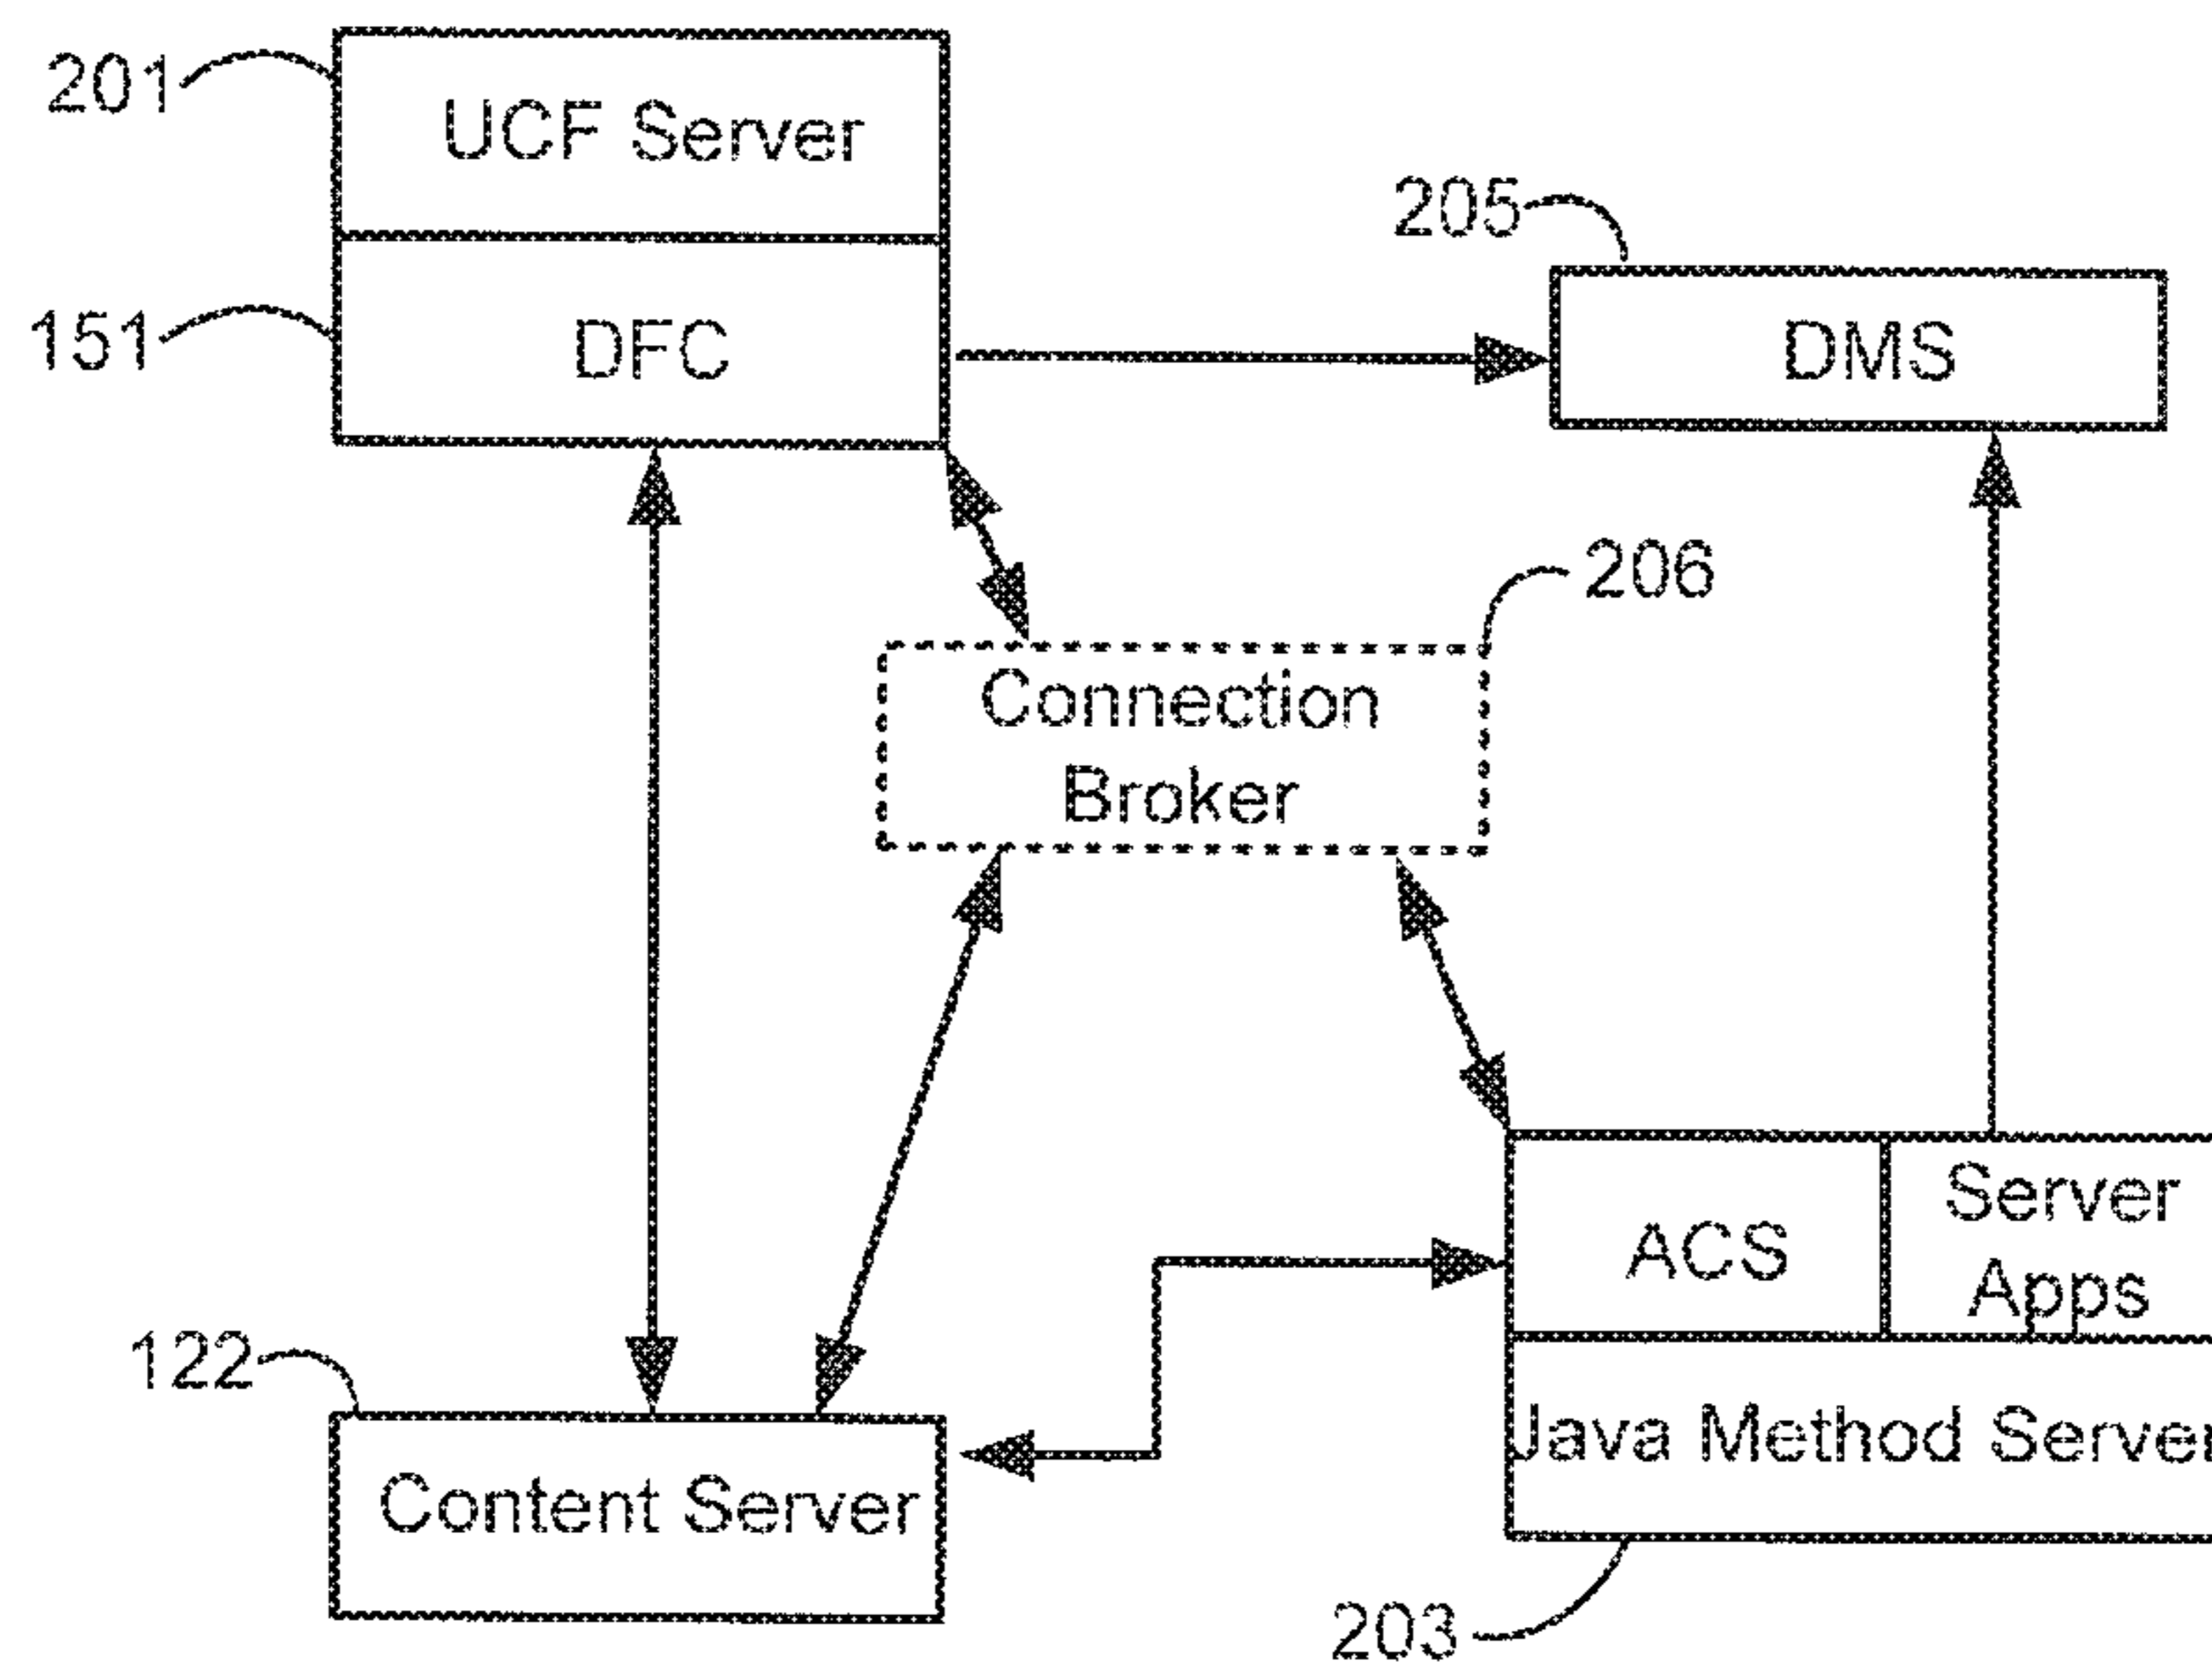 201
UCF Server
205
151
DFC
DMS
206
Connection
Broker
Server
ACS
Apps
122
Java Method Server
Content Server
203